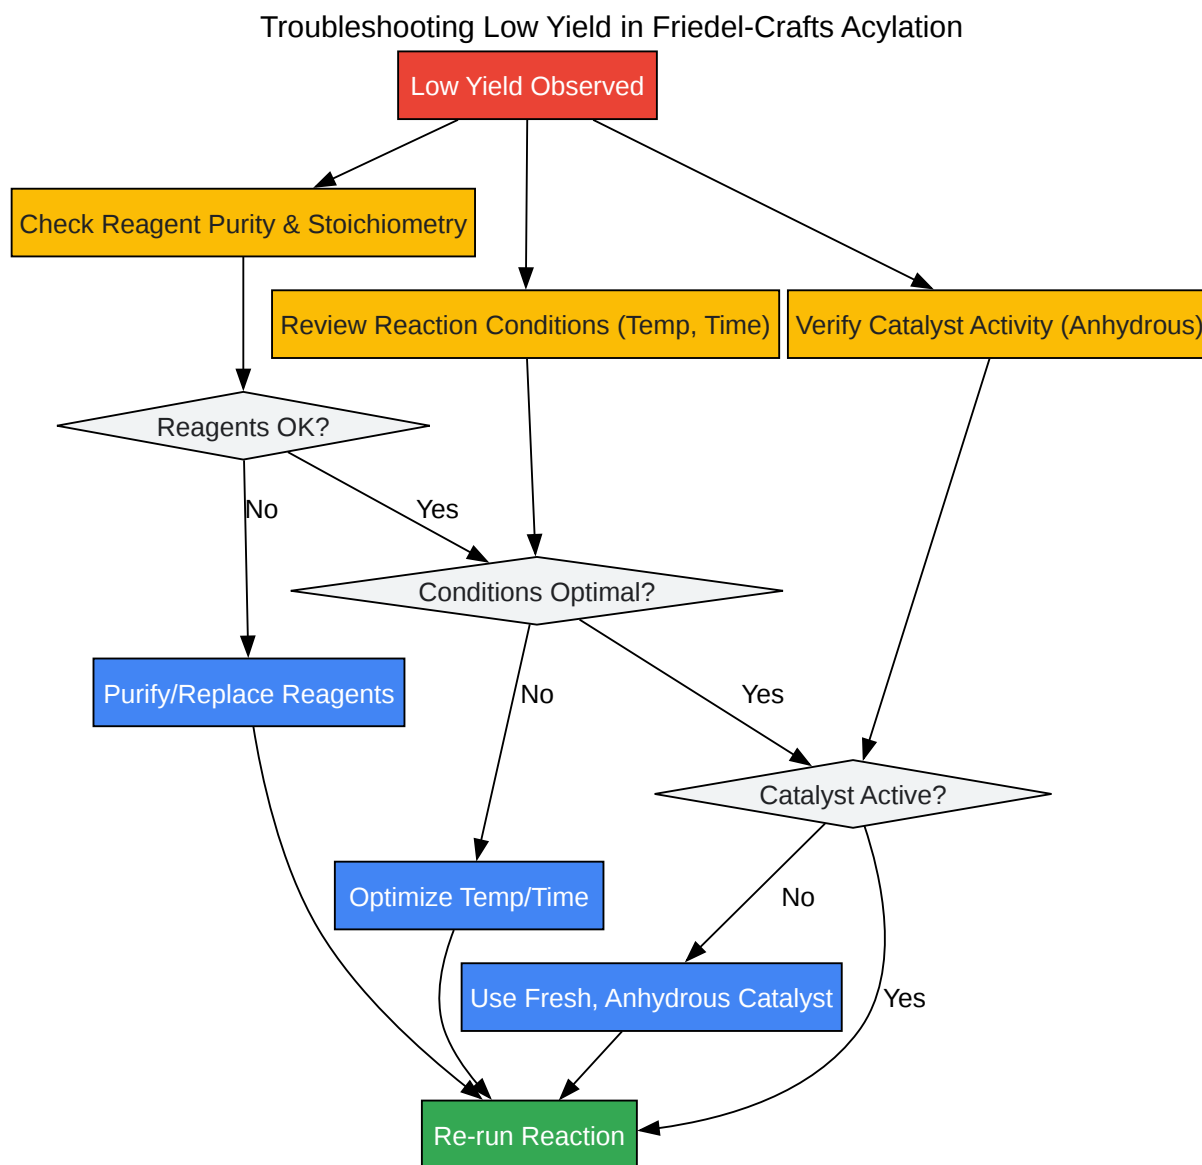 Troubleshooting Low Yield in Friedel-Crafts Acylation
Low Yield Observed
Check Reagent Purity & Stoichiometry
Review Reaction Conditions (Temp, Time)
Verify Catalyst Activity (Anhydrous)
Reagents OK?
No
Yes
Conditions Optimal?
Purify/Replace Reagents
No
Yes
Catalyst Active?
Optimize Temp/Time
No
Use Fresh, Anhydrous Catalyst
Yes
Re-run Reaction